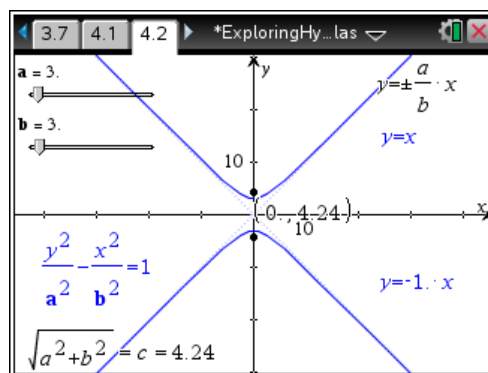 3.7 4.1 4.2 *ExploringHy...las
a = 3.
b = 3.
y
y=±a/b · x
y=x
10
x
(-0., 4.24)
10
y²/a² - x²/b² = 1
y=-1. · x
√(a²+b²) = c = 4.24